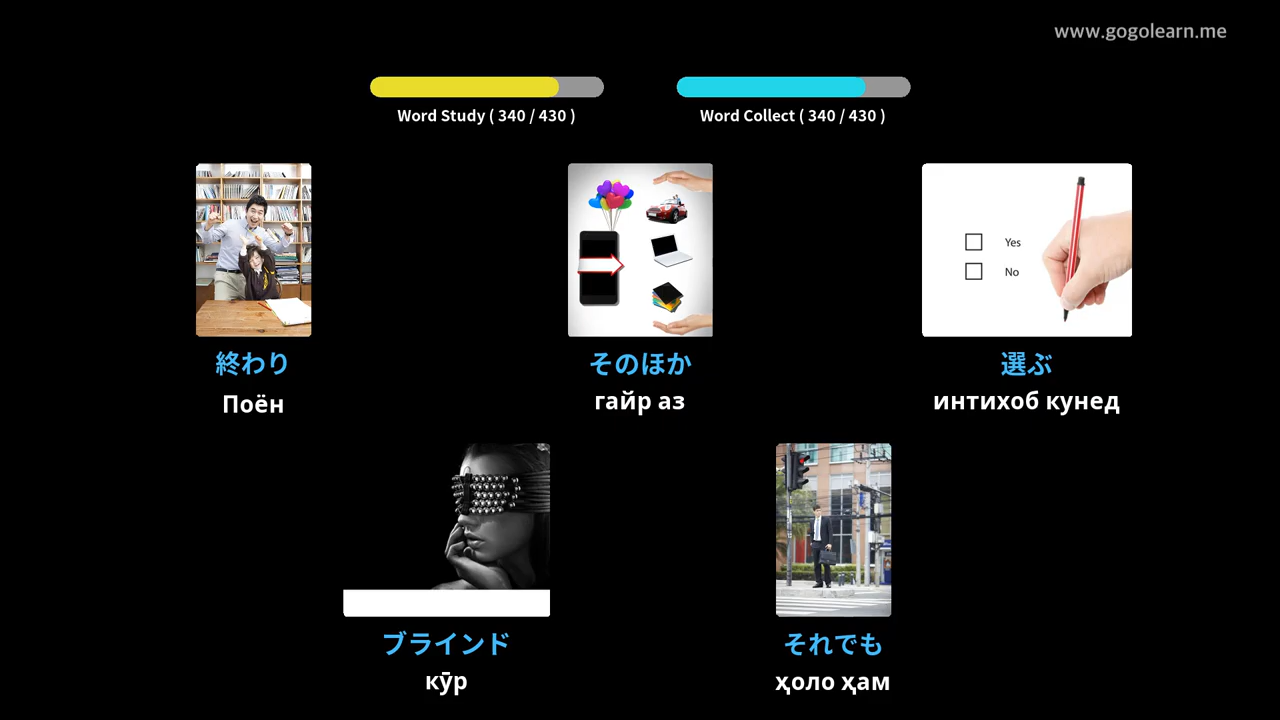 www.gogolearn.me
Word Study ( 340 / 430 )
Word Collect ( 340 / 430 )
Yes
No
終わり
Поён
そのほか
гайр аз
選ぶ
интихоб кунед
ブラインド
кӯр
それでも
ҳоло ҳам